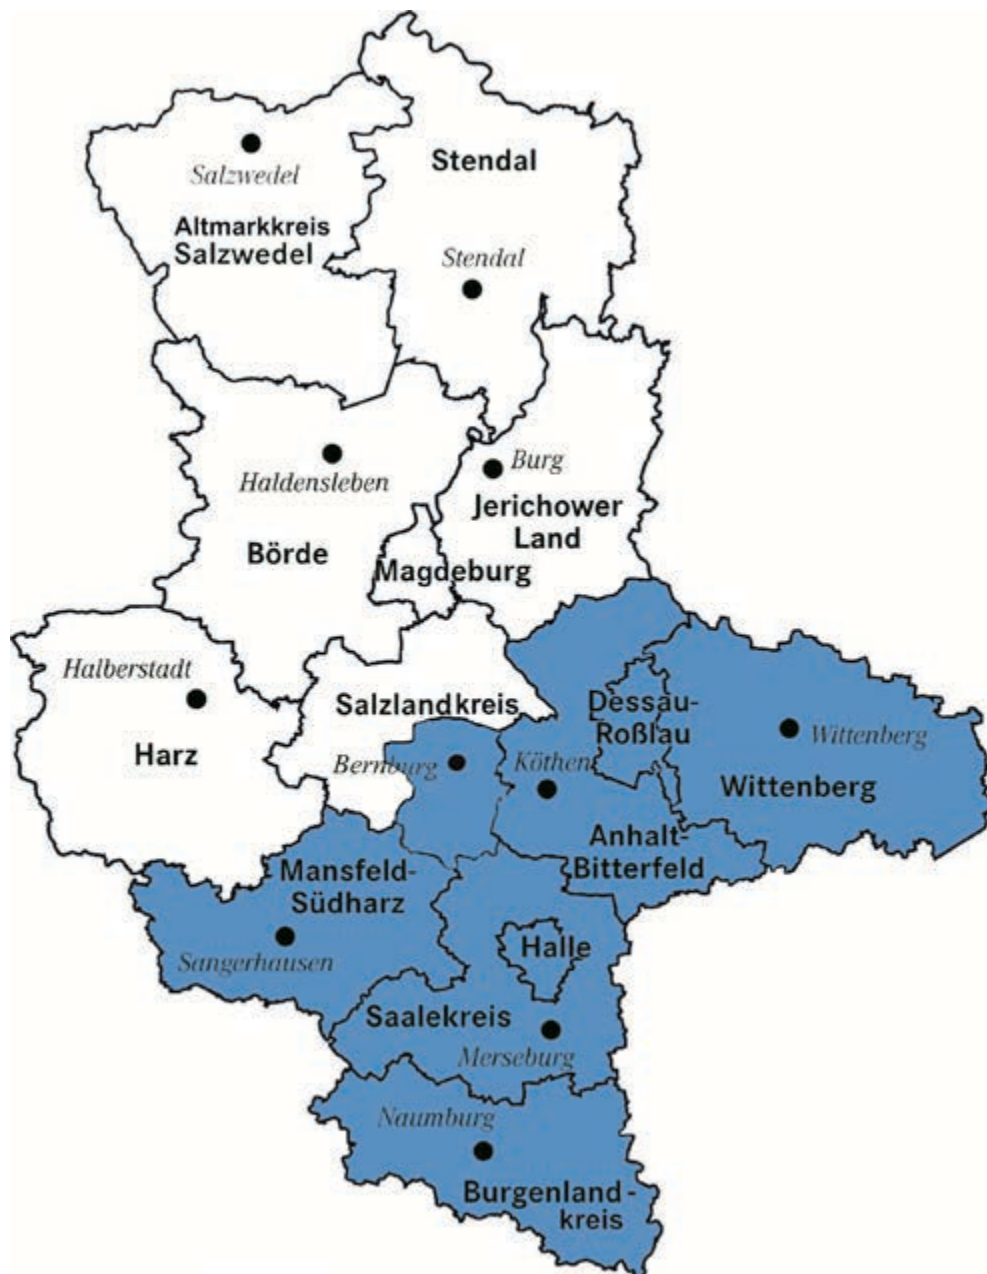 Stendal
Salzwedel
Altmarkkreis
Salzwedel
Stendal
Burg
Haldensleben
Jerichower
Land
Börde
Magdeburg
Halberstadt
Salzlandkreis
Dessau-
Roßlau
Wittenberg
Harz
Bernburg
Köthen
Wittenberg
Anhalt-
Bitterfeld
Mansfeld-
Südharz
Halle
Sangerhausen
Saalekreis
Merseburg
Naumburg
Burgenland-
kreis